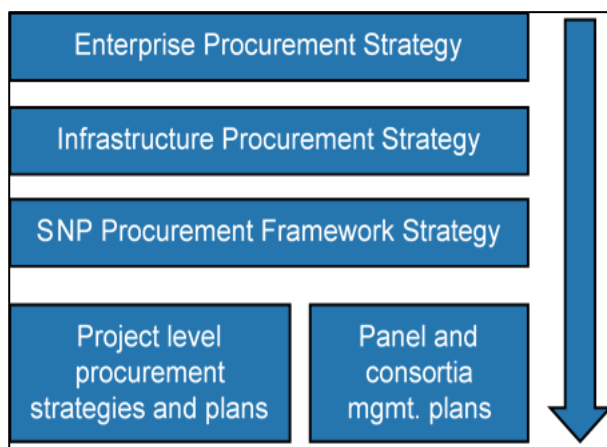 Enterprise Procurement Strategy
Infrastructure Procurement Strategy
SNP Procurement Framework Strategy
Project level
procurement
strategies and plans
Panel and
consortia
mgmt. plans